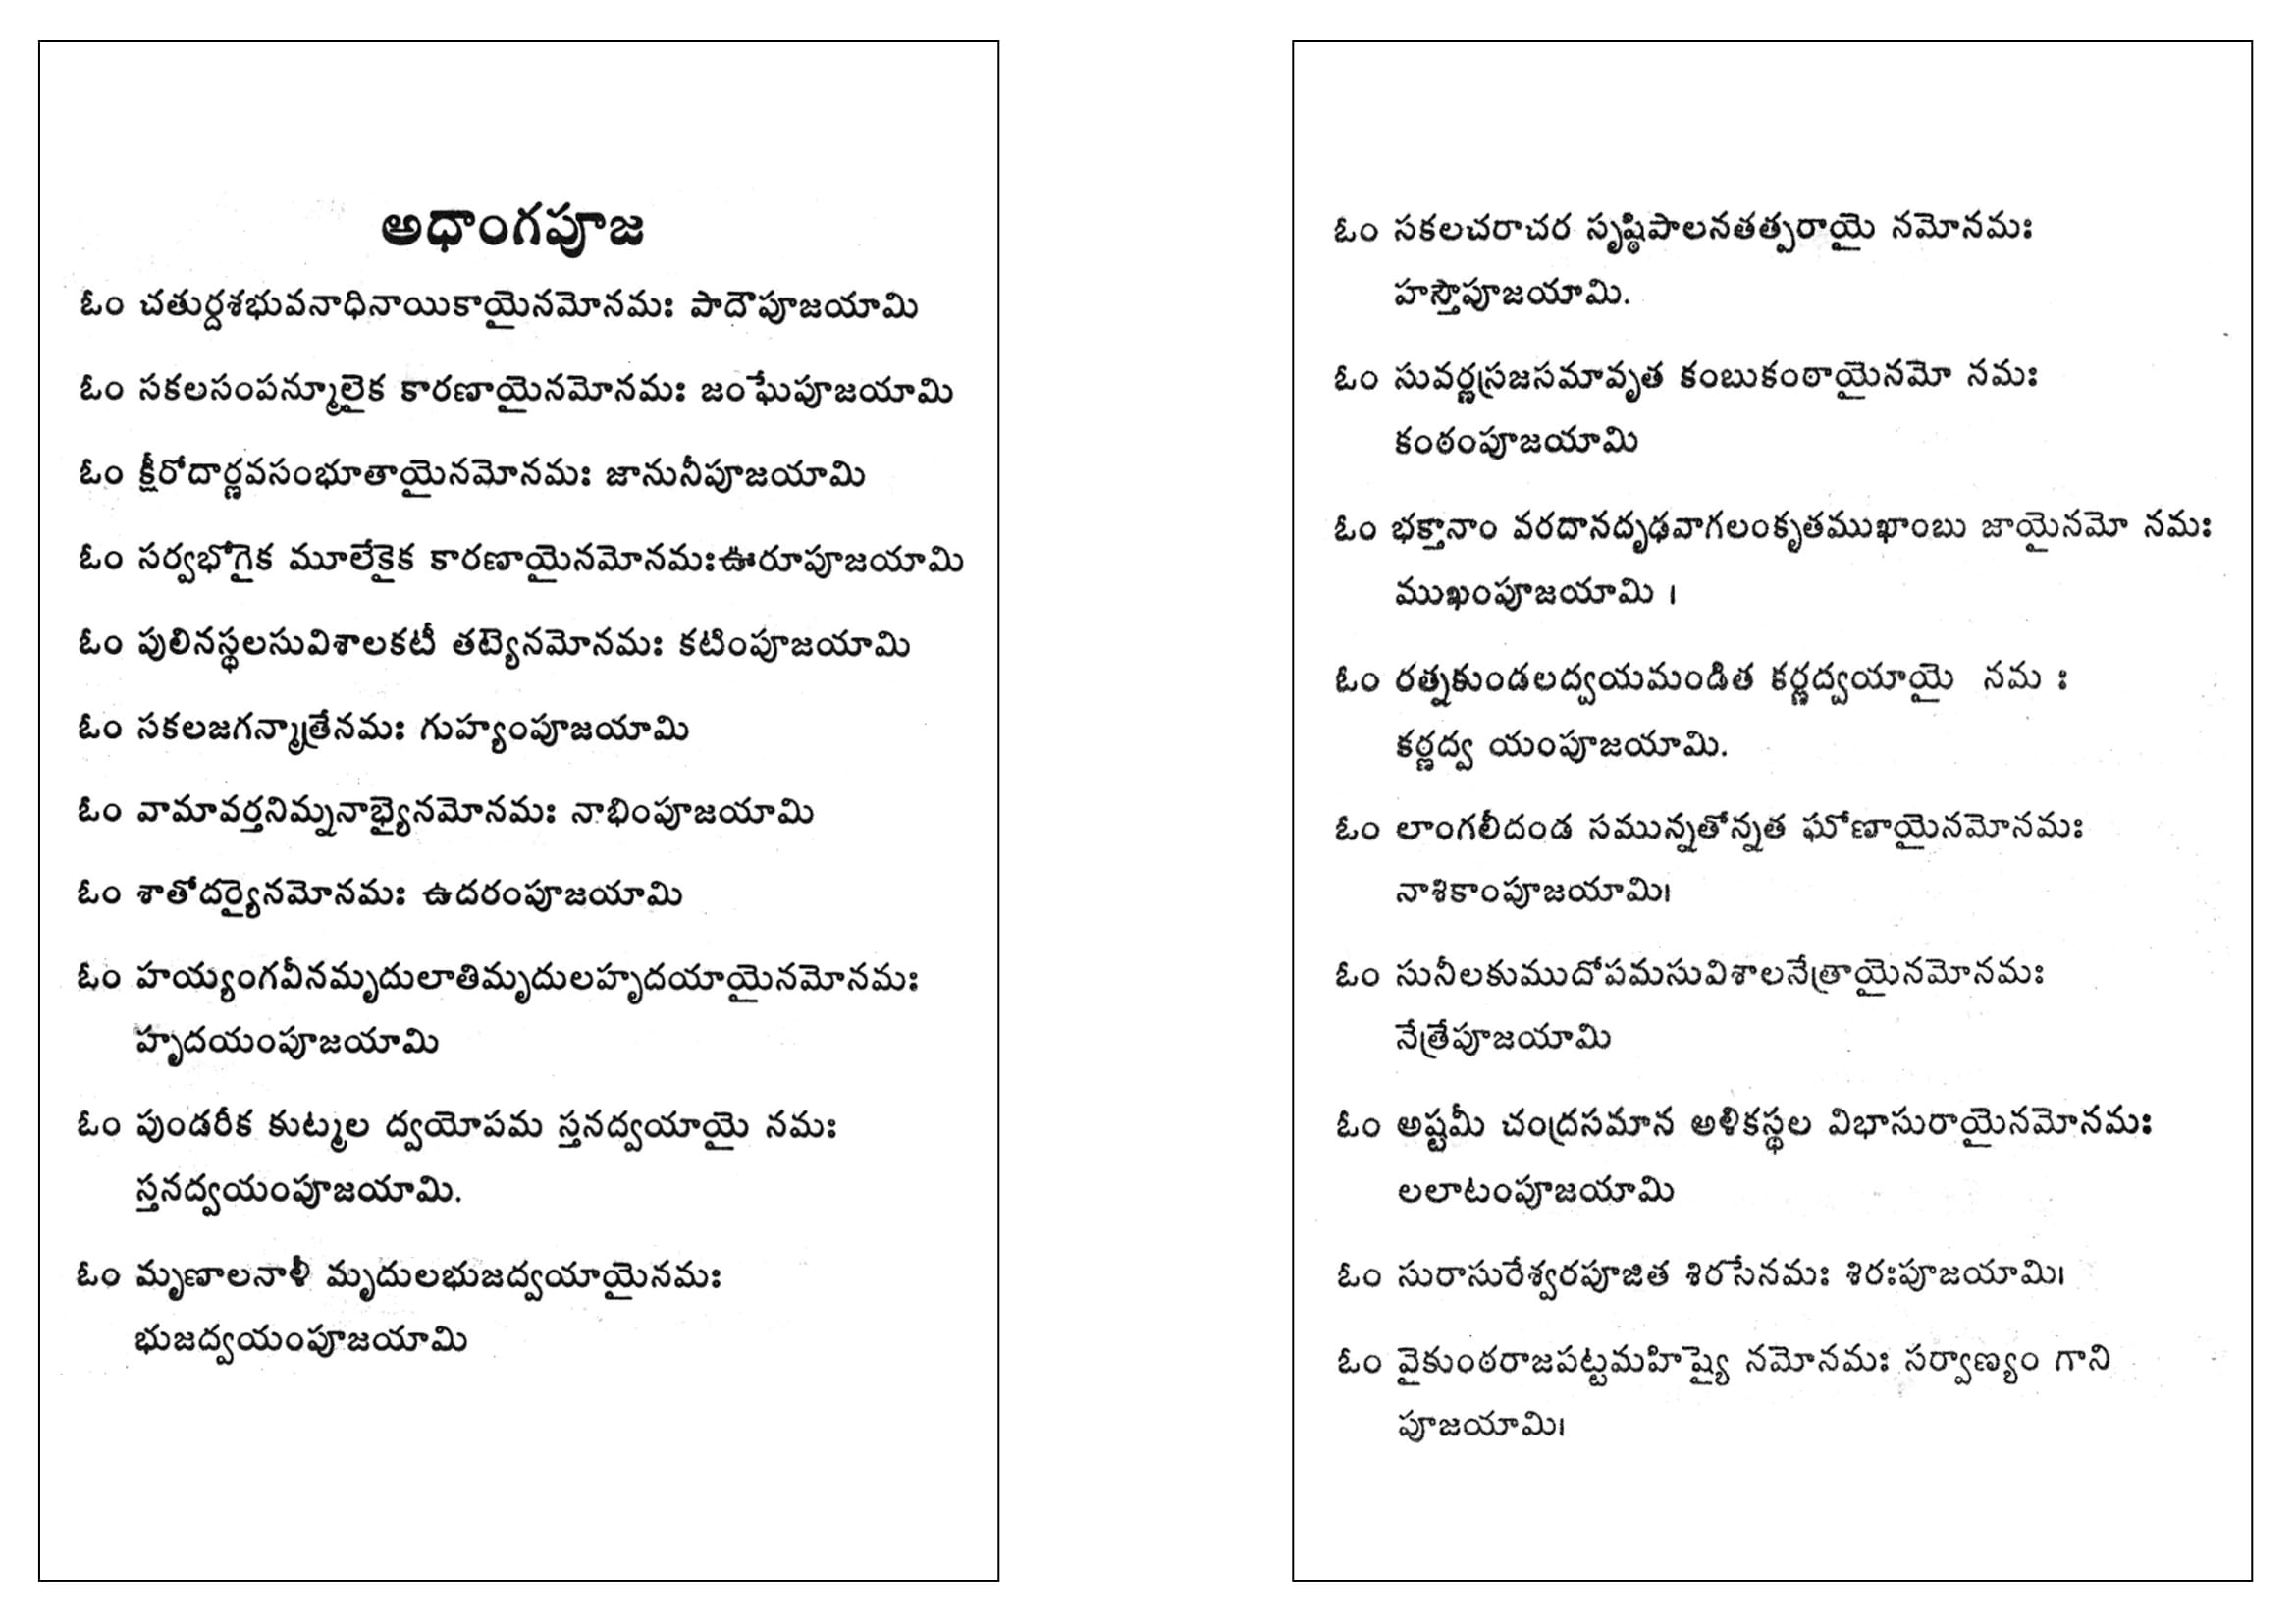 అధాంగపూజ
ఓం చతుర్దశభువనాధినాయికాయైనమోనమః పాదౌపూజయామి
ఓం సకలసంపన్మూలైక కారణాయైనమోనమః జంఘేపూజయామి
ఓం క్షీరోదార్ణవసంభూతాయైనమోనమః జానునీపూజయామి
ఓం సర్వభోగైక మూలేకైక కారణాయైనమోనమఃఊరూపూజయామి
ఓం పులినస్థలసువిశాలకటీ తట్యైనమోనమః కటింపూజయామి
ఓం సకలజగన్మాత్రేనమః గుహ్యంపూజయామి
ఓం వామావర్తనిమ్ననాభ్యైనమోనమః నాభింపూజయామి
ఓం శాతోదర్యైనమోనమః ఉదరంపూజయామి
ఓం హయ్యంగవీనమృదులాతిమృదులహృదయాయైనమోనమః
హృదయంపూజయామి
ఓం పుండరీక కుట్మల ద్వయోపమ స్తనద్వయాయై నమః
స్తనద్వయంపూజయామి.
ఓం మృణాలనాళీ మృదులభుజద్వయాయైనమః
భుజద్వయంపూజయామి
ఓం సకలచరాచర సృష్ఠిపాలనతత్పరాయై నమోనమః
హస్తౌపూజయామి.
ఓం సువర్ణస్రజసమావృత కంబుకంఠాయైనమో నమః
కంఠంపూజయామి
ఓం భక్తానాం వరదానదృఢవాగలంకృతముఖాంబు జాయైనమో నమః
ముఖంపూజయామి ।
ఓం రత్నకుండలద్వయమండిత కర్ణద్వయాయై నమ ః
కర్ణద్వ యంపూజయామి.
ఓం లాంగలీదండ సమున్నతోన్నత ఘోణాయైనమోనమః
నాశికాంపూజయామి।
ఓం సునీలకుముదోపమసువిశాలనేత్రాయైనమోనమః
నేత్రేపూజయామి
ఓం అష్టమీ చంద్రసమాన అళికస్థల విభాసురాయైనమోనమః
లలాటంపూజయామి
ఓం సురాసురేశ్వరపూజిత శిరసేనమః శిరఃపూజయామి।
ఓం వైకుంఠరాజపట్టమహిష్యై నమోనమః సర్వాణ్యం గాని
పూజయామి।